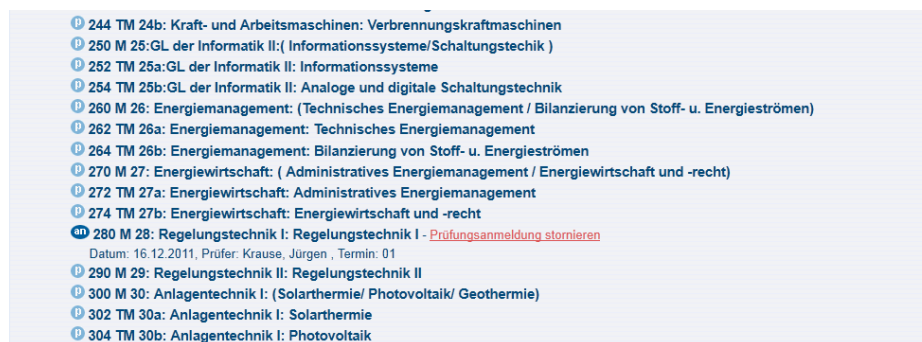 p 244 TM 24b: Kraft- und Arbeitsmaschinen: Verbrennungskraftmaschinen
p 250 M 25:GL der Informatik II:( Informationssysteme/Schaltungstechik )
p 252 TM 25a:GL der Informatik II: Informationssysteme
p 254 TM 25b:GL der Informatik II: Analoge und digitale Schaltungstechnik
p 260 M 26: Energiemanagement: (Technisches Energiemanagement / Bilanzierung von Stoff- u. Energieströmen)
p 262 TM 26a: Energiemanagement: Technisches Energiemanagement
p 264 TM 26b: Energiemanagement: Bilanzierung von Stoff- u. Energieströmen
p 270 M 27: Energiewirtschaft: ( Administratives Energiemanagement / Energiewirtschaft und -recht)
p 272 TM 27a: Energiewirtschaft: Administratives Energiemanagement
p 274 TM 27b: Energiewirtschaft: Energiewirtschaft und -recht
an 280 M 28: Regelungstechnik I: Regelungstechnik I - Prüfungsanmeldung stornieren
Datum: 16.12.2011, Prüfer: Krause, Jürgen , Termin: 01
p 290 M 29: Regelungstechnik II: Regelungstechnik II
p 300 M 30: Anlagentechnik I: (Solarthermie/ Photovoltaik/ Geothermie)
p 302 TM 30a: Anlagentechnik I: Solarthermie
p 304 TM 30b: Anlagentechnik I: Photovoltaik